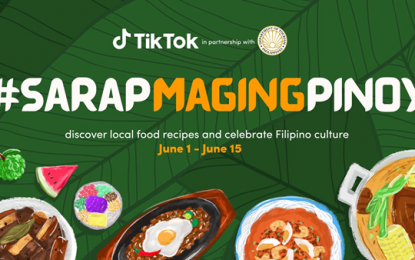 TikTok in partnership with
#SARAPMAGINGPINOY
discover local food recipes and celebrate Filipino culture
June 1 - June 15